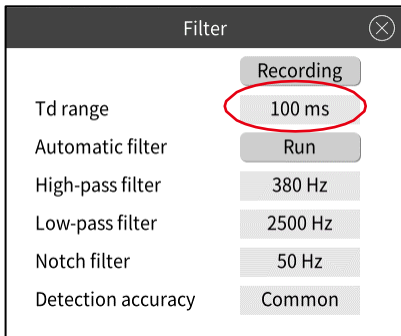 Filter
Recording
Td range 100 ms
Automatic filter Run
High-pass filter 380 Hz
Low-pass filter 2500 Hz
Notch filter 50 Hz
Detection accuracy Common